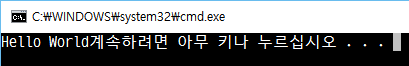 C:\WINDOWS\system32\cmd.exe
Hello World계속하려면 아무 키나 누르십시오 . . .